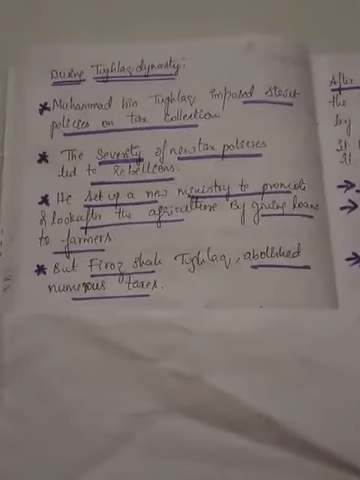 During Tughlaq dynasty:
* Muhammad bin Tughlaq imposed strict
policies on tax collection
* The severity of new tax policies
led to rebellions.
* He set up a new ministry to promote
& lookafter the agriculture By giving loans
to farmers.
* But Firoz shah Tughlaq, abolished
numerous taxes.
After
the